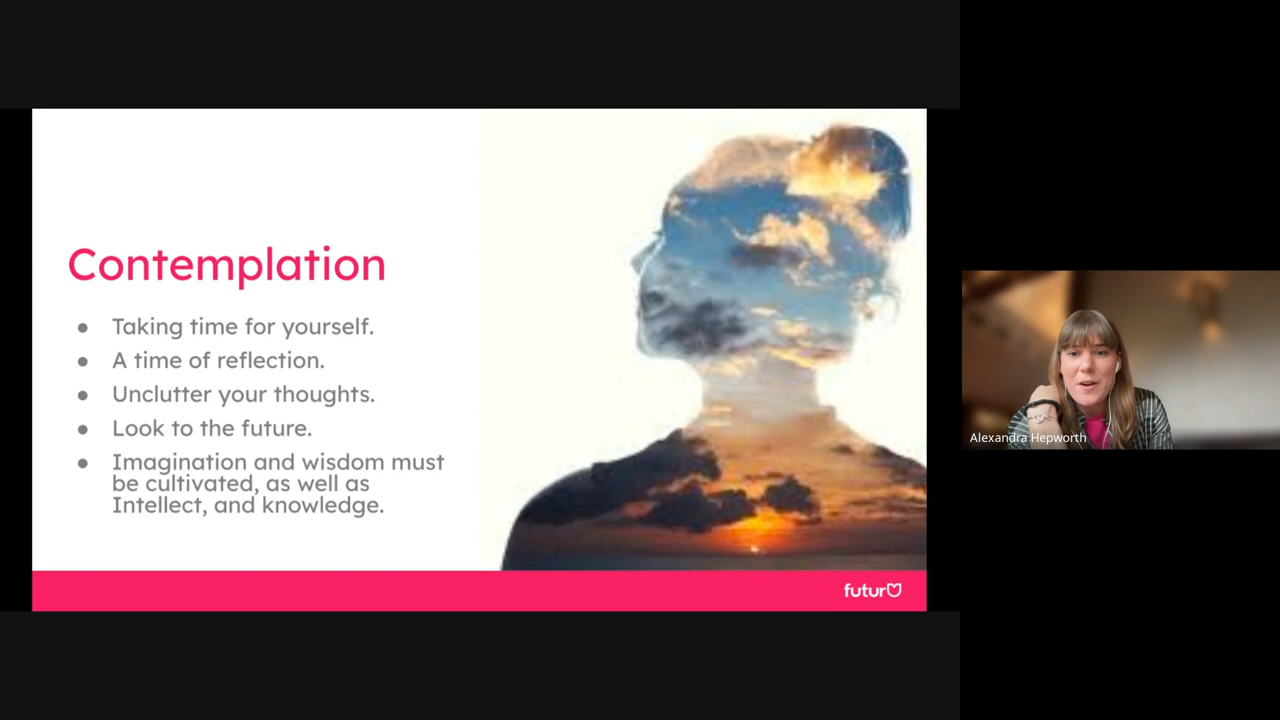 Contemplation
● Taking time for yourself.
● A time of reflection.
● Unclutter your thoughts.
● Look to the future.
● Imagination and wisdom must
be cultivated, as well as
Intellect, and knowledge.
futur
Alexandra Hepworth